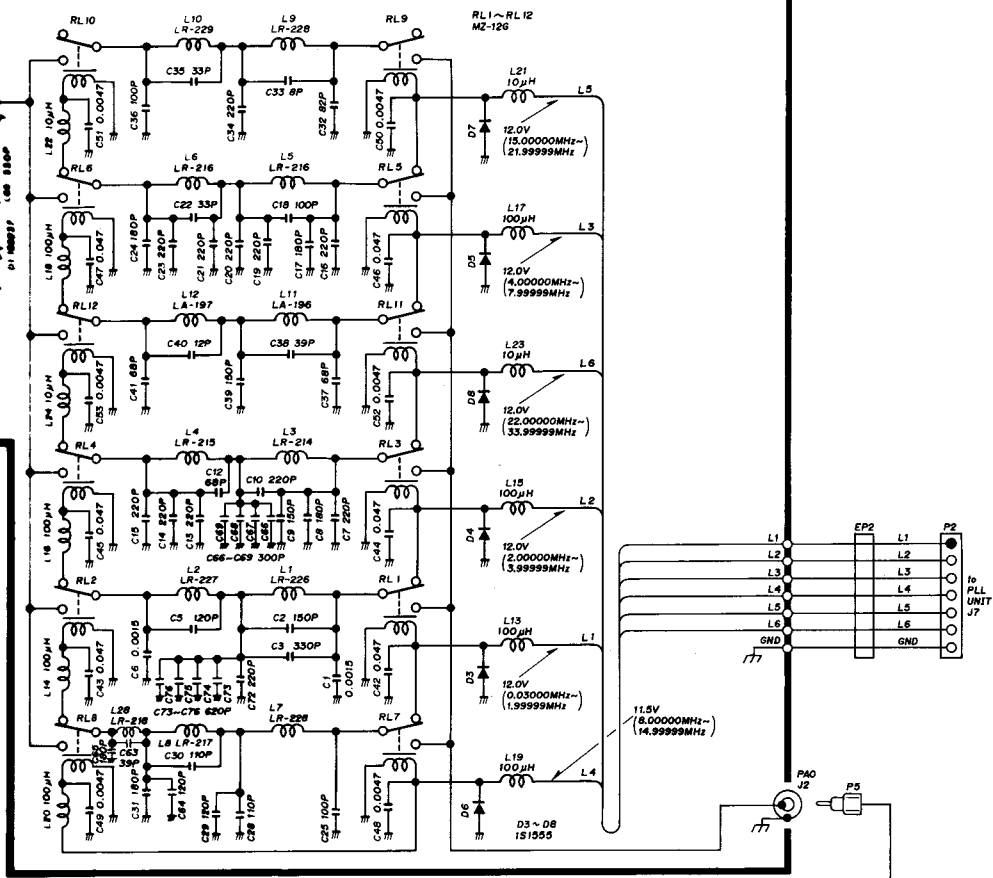 RL10
L10
LR-229
L9
LR-228
RL9
RL1~RL12
MZ-12G
C35 33P
C33 8P
C36 100P
C34 220P
C32 82P
L22 10μH
C51 0.0047
C50 0.0047
L21
10μH
L5
D7
12.0V
(15.00000MHz~
21.99999MHz)
RL6
L6
LR-216
L5
LR-216
RL5
C22 33P
C18 100P
C24 180P
C23 220P
C21 220P
C20 220P
C19 220P
C17 180P
C16 220P
L18 100μH
C47 0.047
C46 0.047
L17
100μH
L3
D5
12.0V
(4.00000MHz~
7.99999MHz)
RL12
L12
LA-197
L11
LA-196
RL11
C40 12P
C38 39P
C41 68P
C39 150P
C37 68P
L24 10μH
C53 0.0047
C52 0.0047
L23
10μH
L6
D8
12.0V
(22.00000MHz~
33.99999MHz)
RL4
L4
LR-215
L3
LR-214
RL3
C12
68P
C10 220P
C15 220P
C14 220P
C13 220P
C69
C68
C67
C66
C9 150P
C8 180P
C7 220P
C66~C69 300P
L16 100μH
C45 0.047
C44 0.047
L15
100μH
L2
D4
12.0V
(2.00000MHz~
3.99999MHz)
RL2
L2
LR-227
L1
LR-226
RL1
C5 120P
C2 150P
C3 330P
C6 0.0015
C76
C75
C74
C73
C72 220P
C1
0.0015
C73~C76 620P
L14 100μH
C43 0.047
C42 0.047
L13
100μH
L1
D3
12.0V
(0.03000MHz~
1.99999MHz)
RL8
L28
LR-218
L8 LR-217
L7
LR-228
RL7
C30 110P
C63
39P
C31 180P
C64 120P
C29 120P
C28 110P
C25 100P
L20 100μH
C49 0.0047
C48 0.0047
L19
100μH
L4
D6
11.5V
(8.00000MHz~
14.99999MHz)
D3~D8
1S1555
EP2
P2
L1 L1
L2 L2
L3 L3
L4 L4
L5 L5
L6 L6
GND GND
to
PLL
UNIT
J7
PAO
J2
P5